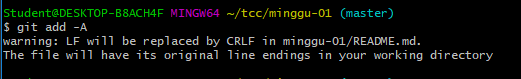 Student@DESKTOP-B8ACH4F MINGW64 ~/tcc/minggu-01 (master)
$ git add -A
warning: LF will be replaced by CRLF in minggu-01/README.md.
The file will have its original line endings in your working directory